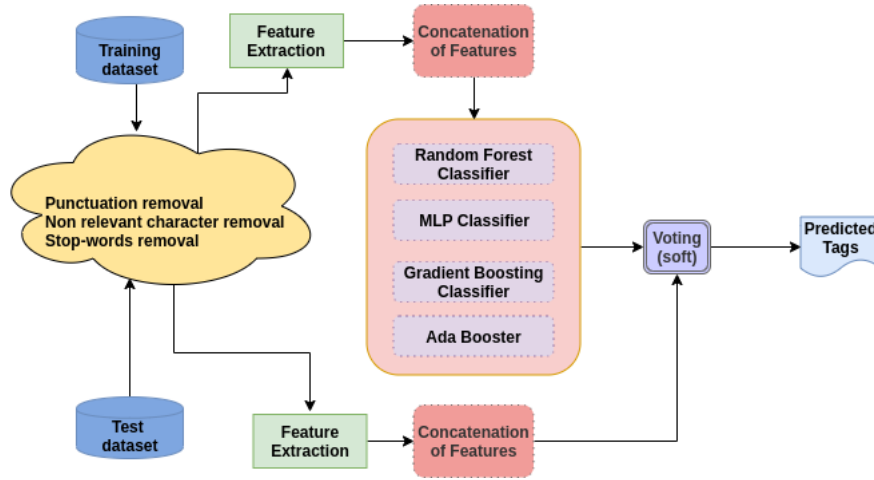 Training
dataset
Feature
Extraction
Concatenation
of Features
Punctuation removal
Non relevant character removal
Stop-words removal
Random Forest
Classifier
MLP Classifier
Gradient Boosting
Classifier
Ada Booster
Voting
(soft)
Predicted
Tags
Test
dataset
Feature
Extraction
Concatenation
of Features